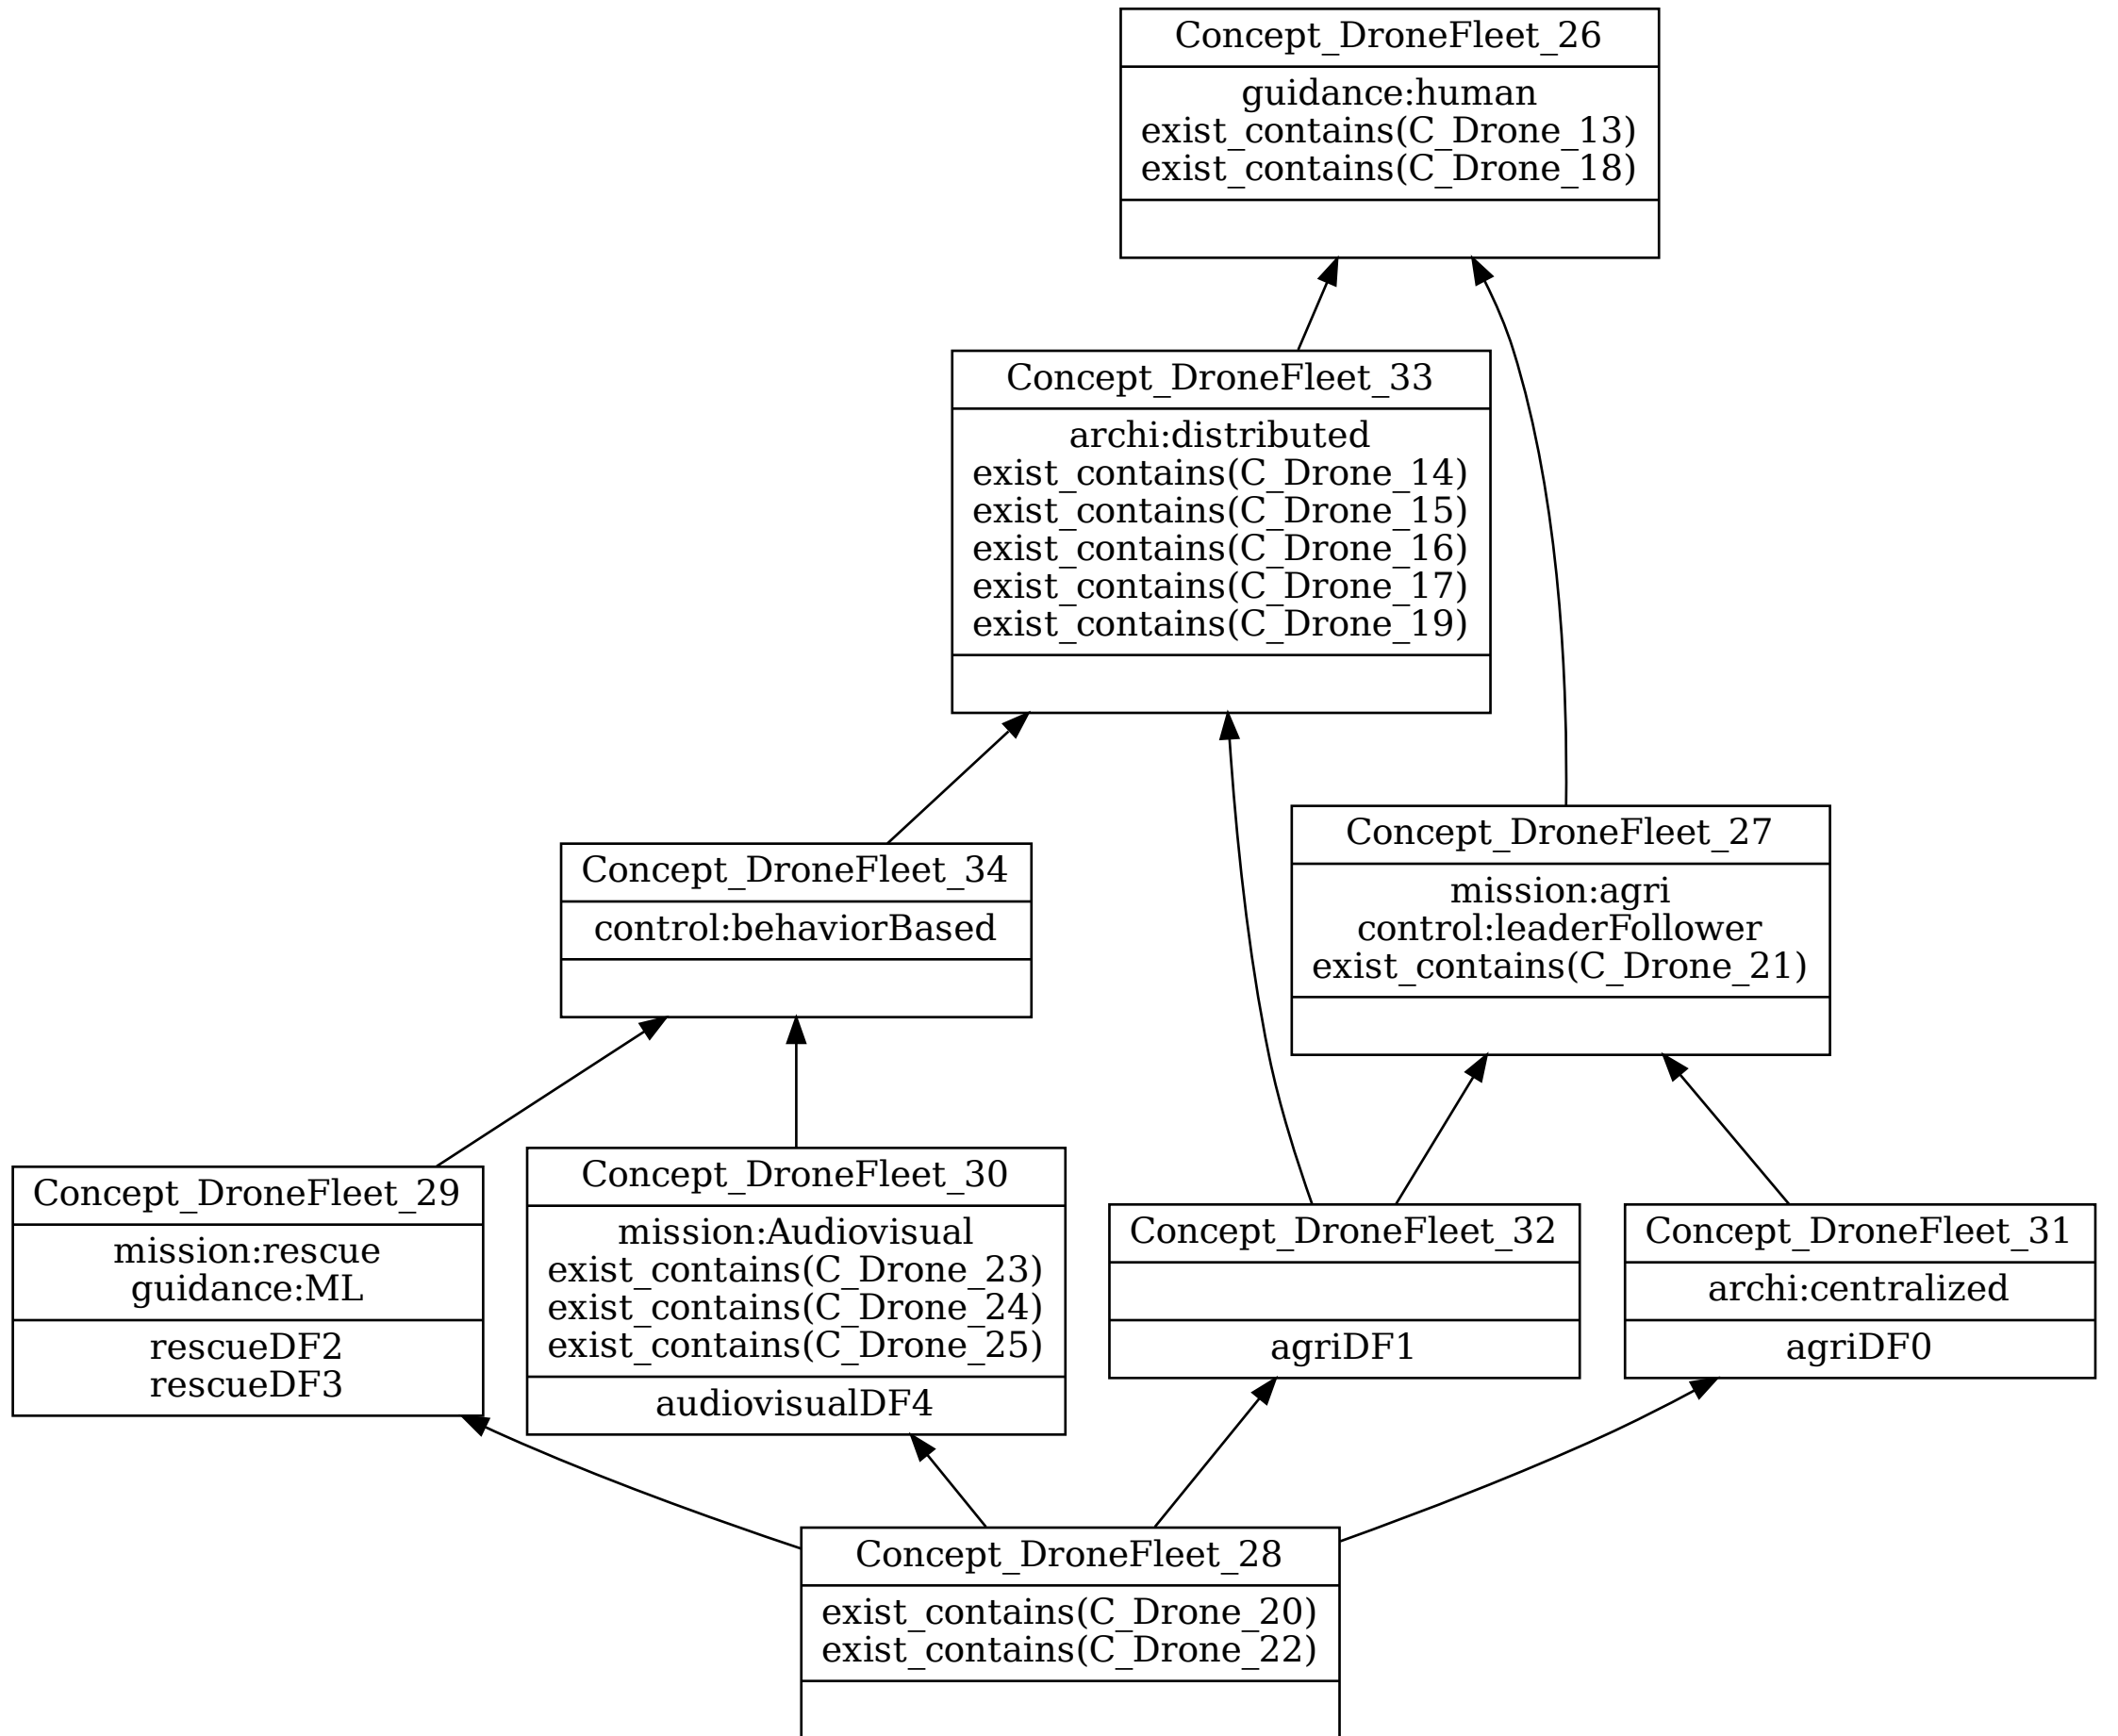 Concept_DroneFleet_26
guidance:human
exist_contains(C_Drone_13)
exist_contains(C_Drone_18)
Concept_DroneFleet_33
archi:distributed
exist_contains(C_Drone_14)
exist_contains(C_Drone_15)
exist_contains(C_Drone_16)
exist_contains(C_Drone_17)
exist_contains(C_Drone_19)
Concept_DroneFleet_34
control:behaviorBased
Concept_DroneFleet_27
mission:agri
control:leaderFollower
exist_contains(C_Drone_21)
Concept_DroneFleet_29
mission:rescue
guidance:ML
rescueDF2
rescueDF3
Concept_DroneFleet_30
mission:Audiovisual
exist_contains(C_Drone_23)
exist_contains(C_Drone_24)
exist_contains(C_Drone_25)
audiovisualDF4
Concept_DroneFleet_32
agriDF1
Concept_DroneFleet_31
archi:centralized
agriDF0
Concept_DroneFleet_28
exist_contains(C_Drone_20)
exist_contains(C_Drone_22)